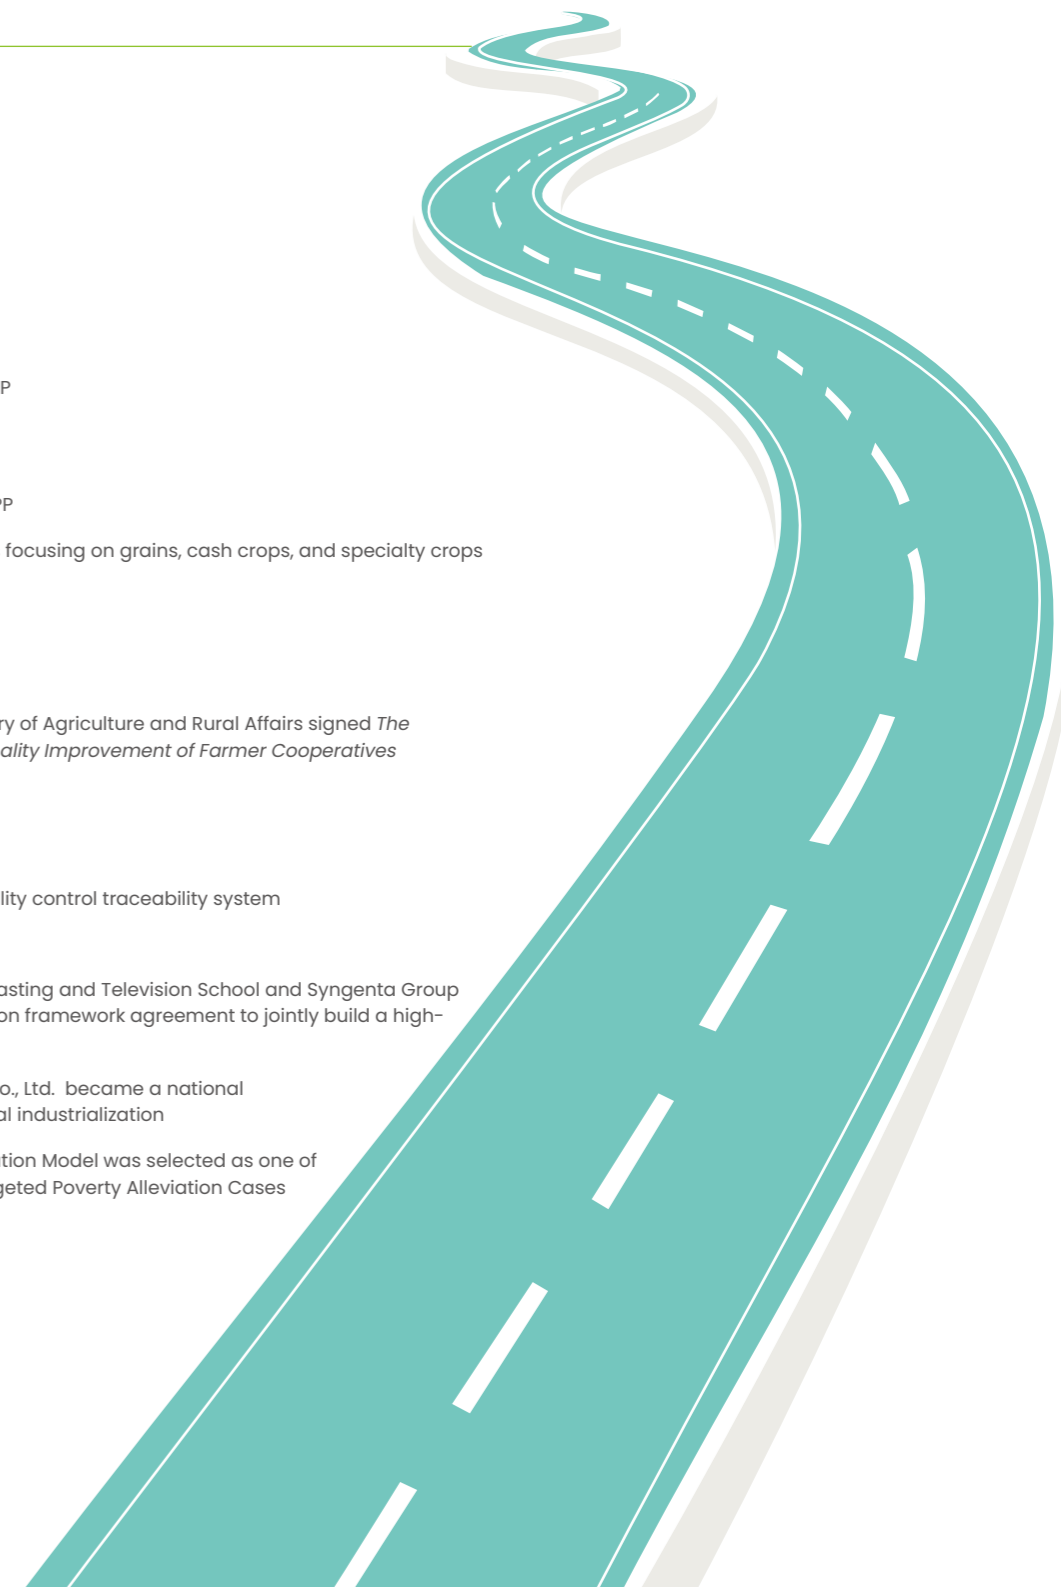 P
PP
focusing on grains, cash crops, and specialty crops
ry of Agriculture and Rural Affairs signed The
ality Improvement of Farmer Cooperatives
lity control traceability system
asting and Television School and Syngenta Group
on framework agreement to jointly build a high-
o., Ltd. became a national
al industrialization
tion Model was selected as one of
geted Poverty Alleviation Cases